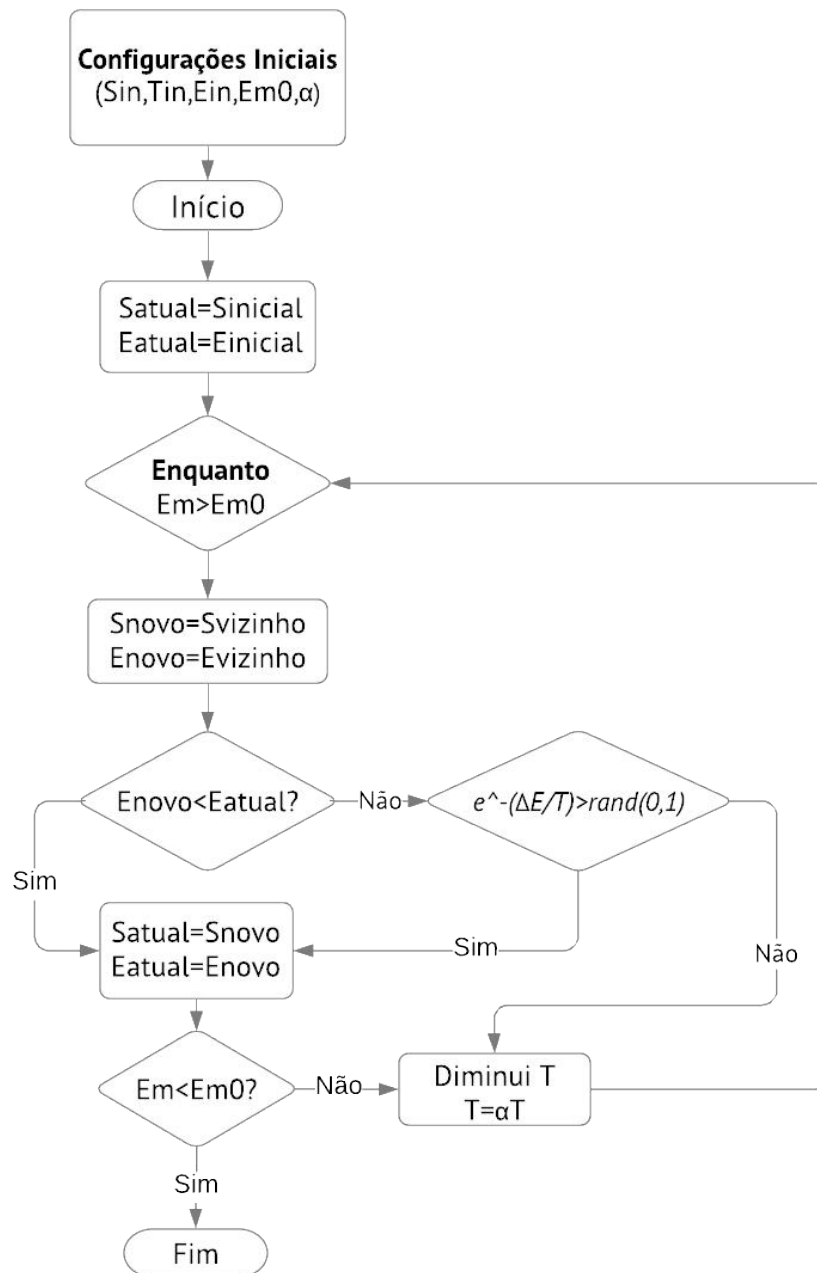 Configurações Iniciais
(Sin,Tin,Ein,Em0,α)
Início
Satual=Sinicial
Eatual=Einicial
Enquanto
Em>Em0
Snovo=Svizinho
Enovo=Evizinho
Enovo<Eatual?
Não
e^-(ΔE/T)>rand(0,1)
Sim
Satual=Snovo
Eatual=Enovo
Sim
Não
Em<Em0?
Não
Diminui T
T=αT
Sim
Fim